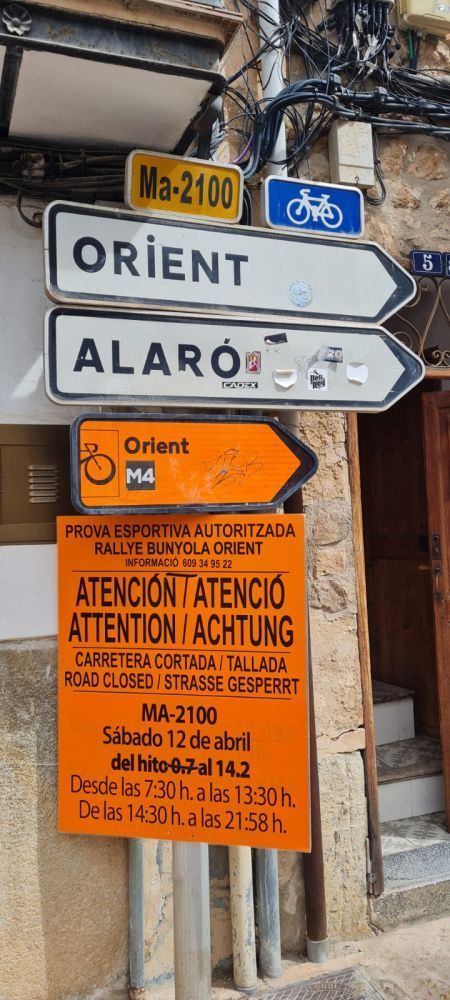 Ma-2100
ORiENT
5
ALARÓ
CADEX
20
Orient
M4
PROVA ESPORTIVA AUTORITZADA
RALLYE BUNYOLA ORIENT
INFORMACIÓ 609 34 95 22
ATENCIÓN / ATENCIÓ
ATTENTION / ACHTUNG
CARRETERA CORTADA / TALLADA
ROAD CLOSED / STRASSE GESPERRT
MA-2100
Sábado 12 de abril
del hito 0.7 al 14.2
Desde las 7:30 h. a las 13:30 h.
De las 14:30 h. a las 21:58 h.